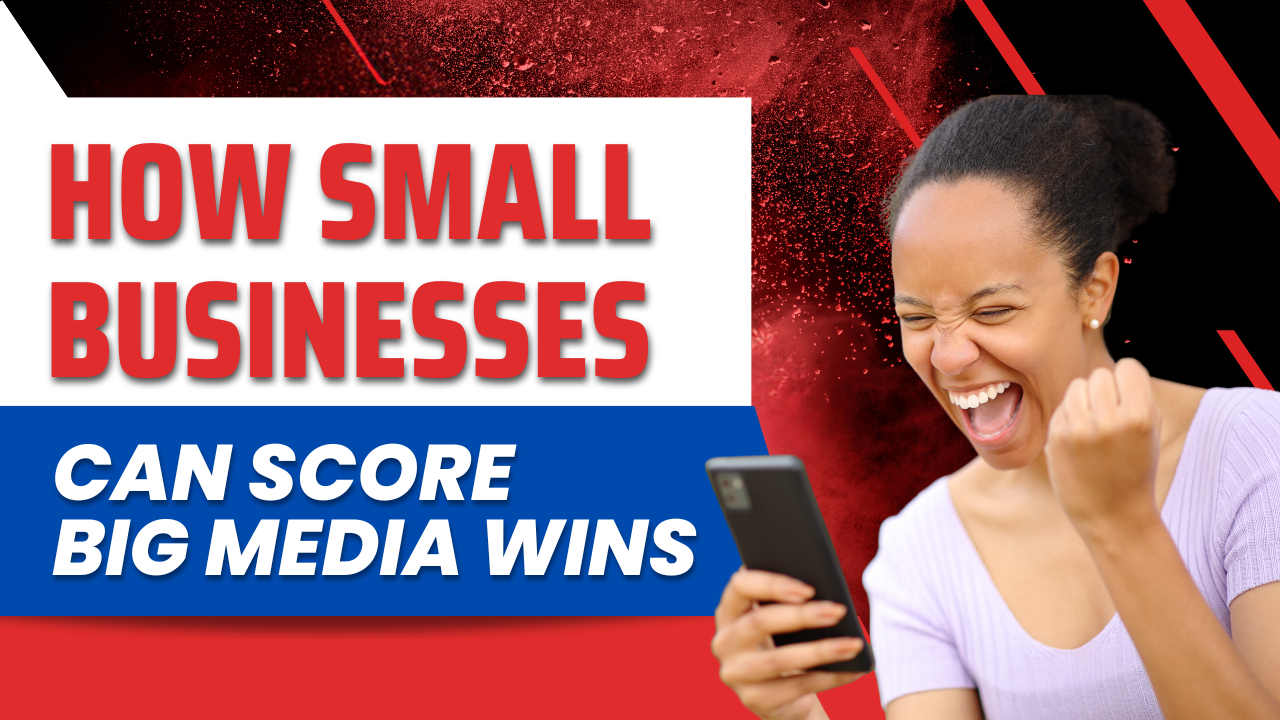 HOW SMALL
BUSINESSES
CAN SCORE
BIG MEDIA WINS